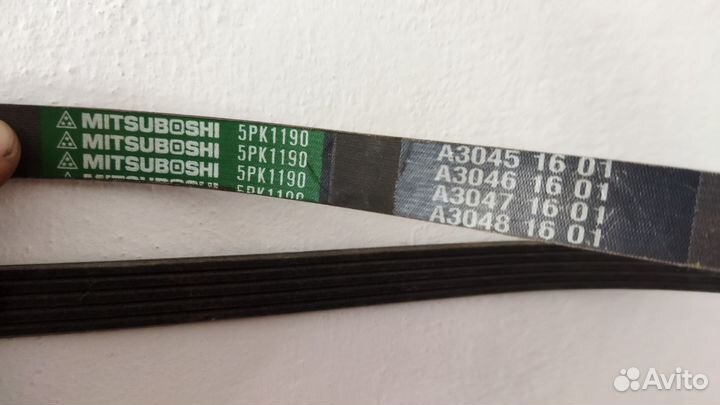 MITSUBOSHI 5PK1190
MITSUBOSHI 5PK1190
MITSUBOSHI 5PK1190
A3045 16 01
A3046 16 01
A3047 16 01
A3048 16 01
Avito